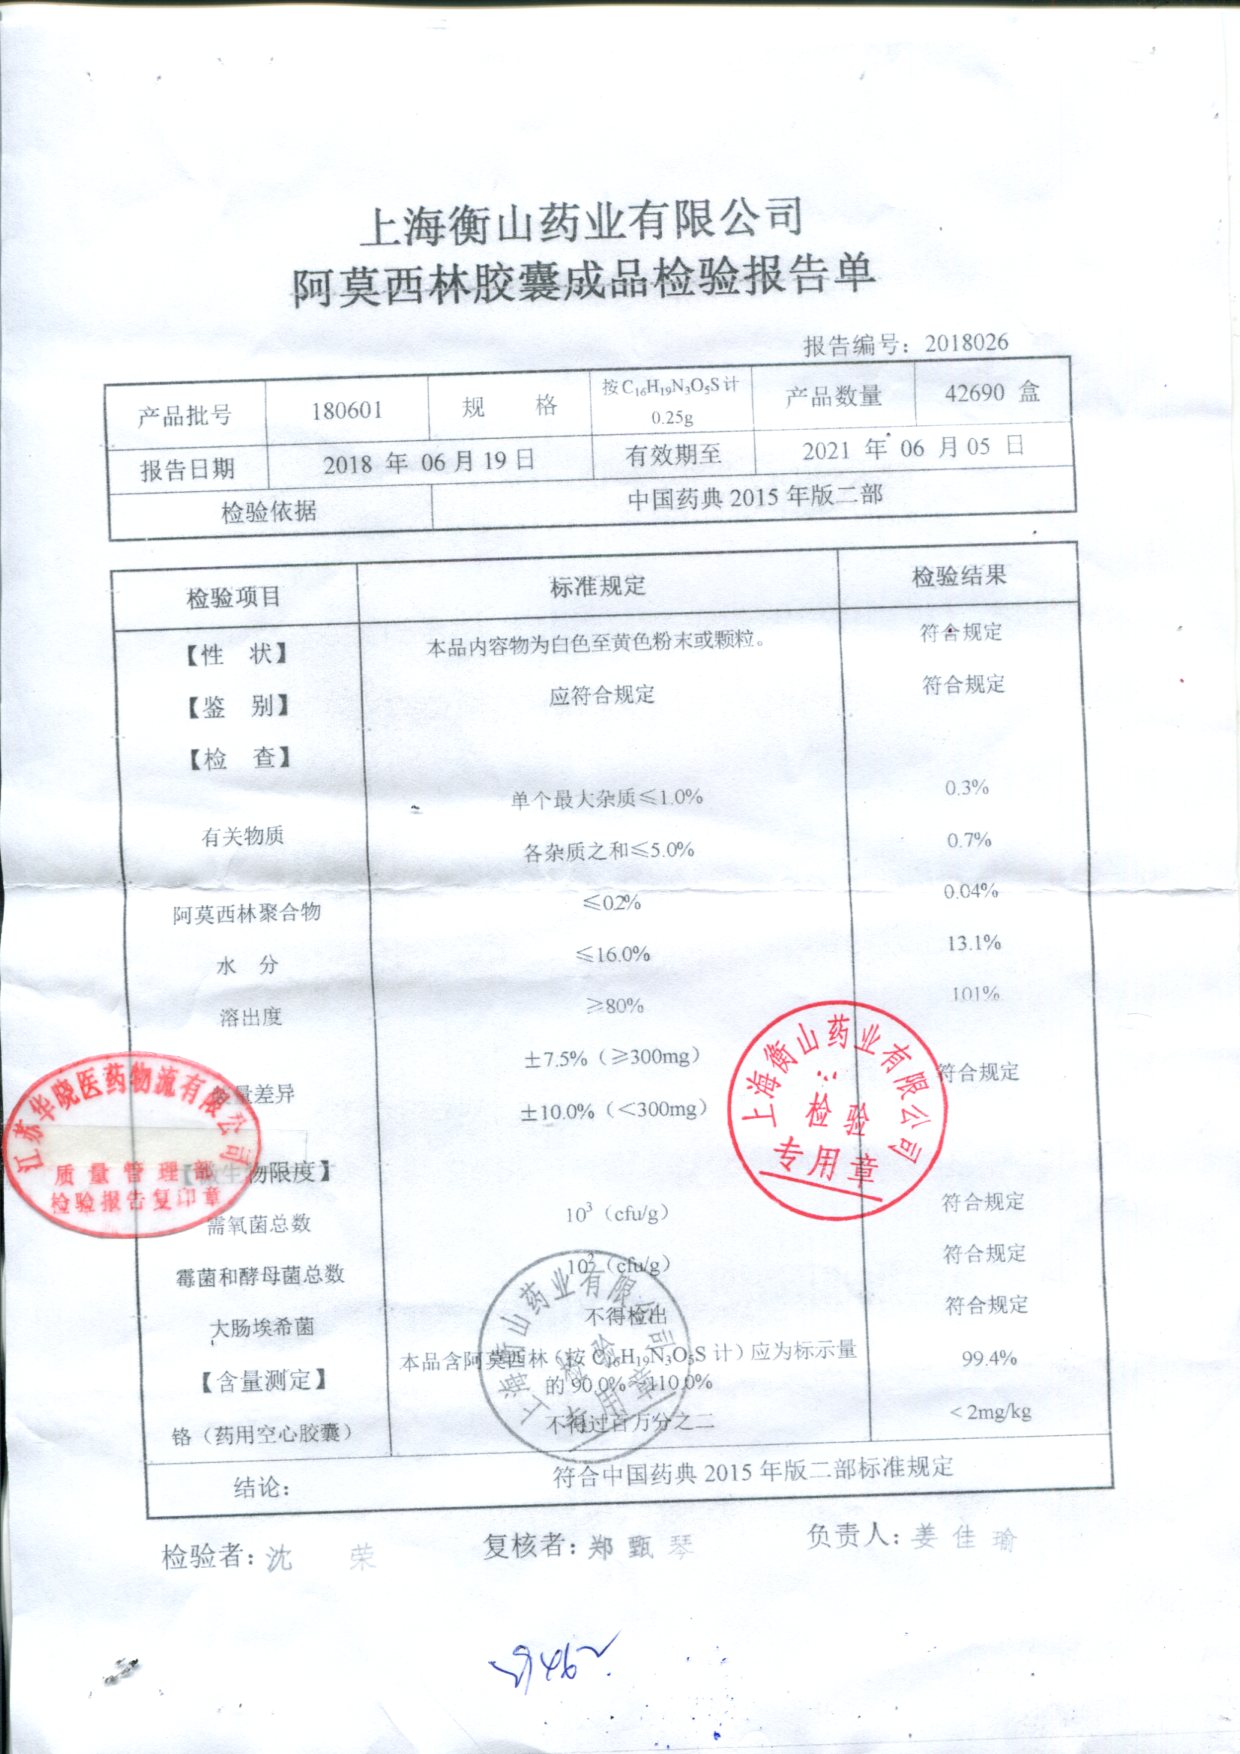 上海衡山药业有限公司
阿莫西林胶囊成品检验报告单
报告编号：2018026
产品批号 180601 规 格 按C₁₆H₁₉N₃O₅S计 0.25g 产品数量 42690 盒
报告日期 2018 年 06 月 19 日 有效期至 2021 年 06 月 05 日
检验依据 中国药典 2015 年版二部
检验项目 标准规定 检验结果
【性 状】 本品内容物为白色至黄色粉末或颗粒。 符合规定
【鉴 别】 应符合规定 符合规定
【检 查】
有关物质
单个最大杂质≤1.0% 0.3%
各杂质之和≤5.0% 0.7%
阿莫西林聚合物 ≤02% 0.04%
水 分 ≤16.0% 13.1%
溶出度 ≥80% 101%
量差异
±7.5%（≥300mg） 符合规定
±10.0%（<300mg）
【微生物限度】
需氧菌总数 10³（cfu/g） 符合规定
霉菌和酵母菌总数 10²（cfu/g） 符合规定
大肠埃希菌 不得检出 符合规定
【含量测定】 本品含阿莫西林（按 C₁₆H₁₉N₃O₅S 计）应为标示量 99.4%
的 90.0% 110.0%
铬（药用空心胶囊） 不得过百万分之二 < 2mg/kg
结论： 符合中国药典 2015 年版二部标准规定
检验者：沈 荣 复核者：郑甄琴 负责人：姜佳瑜
江苏华晓医药物流有限公司
质量管理部
检验报告复印章
上海衡山药业有限公司
检验
专用章
上海衡山药业有限公司
检验
专用章